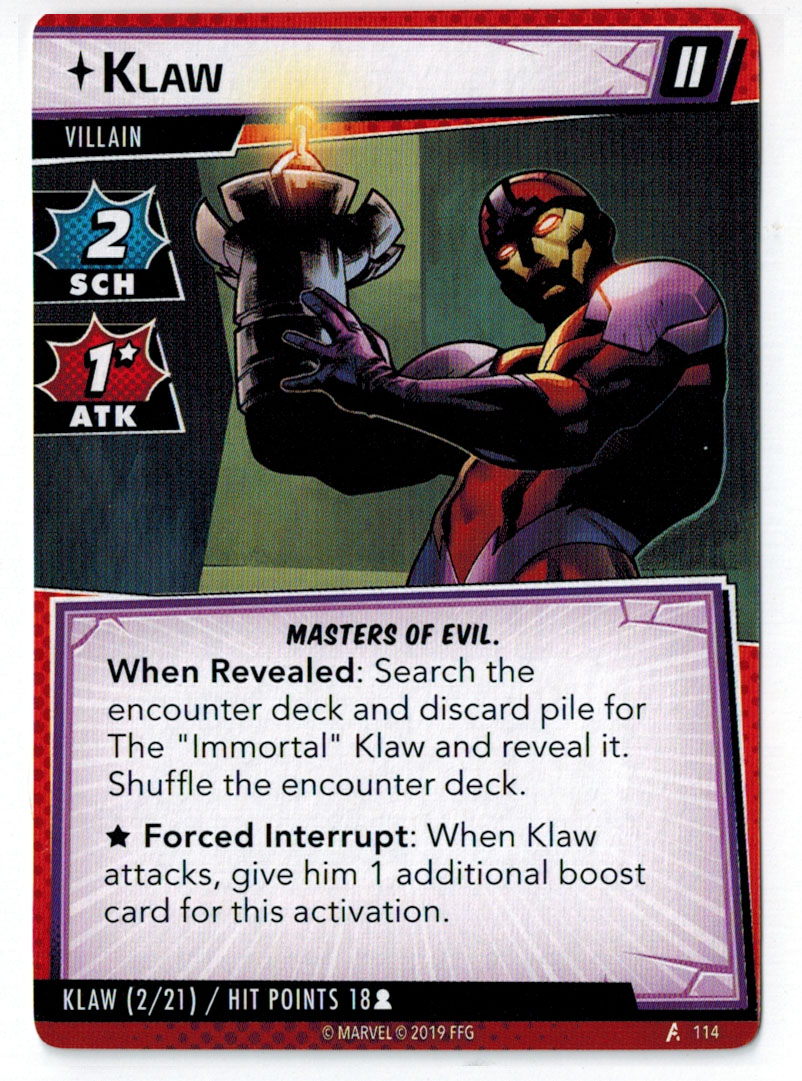 KLAW
II
VILLAIN
2
SCH
1★
ATK
MASTERS OF EVIL.
When Revealed: Search the
encounter deck and discard pile for
The "Immortal" Klaw and reveal it.
Shuffle the encounter deck.
★ Forced Interrupt: When Klaw
attacks, give him 1 additional boost
card for this activation.
KLAW (2/21) / HIT POINTS 18
© MARVEL © 2019 FFG
114